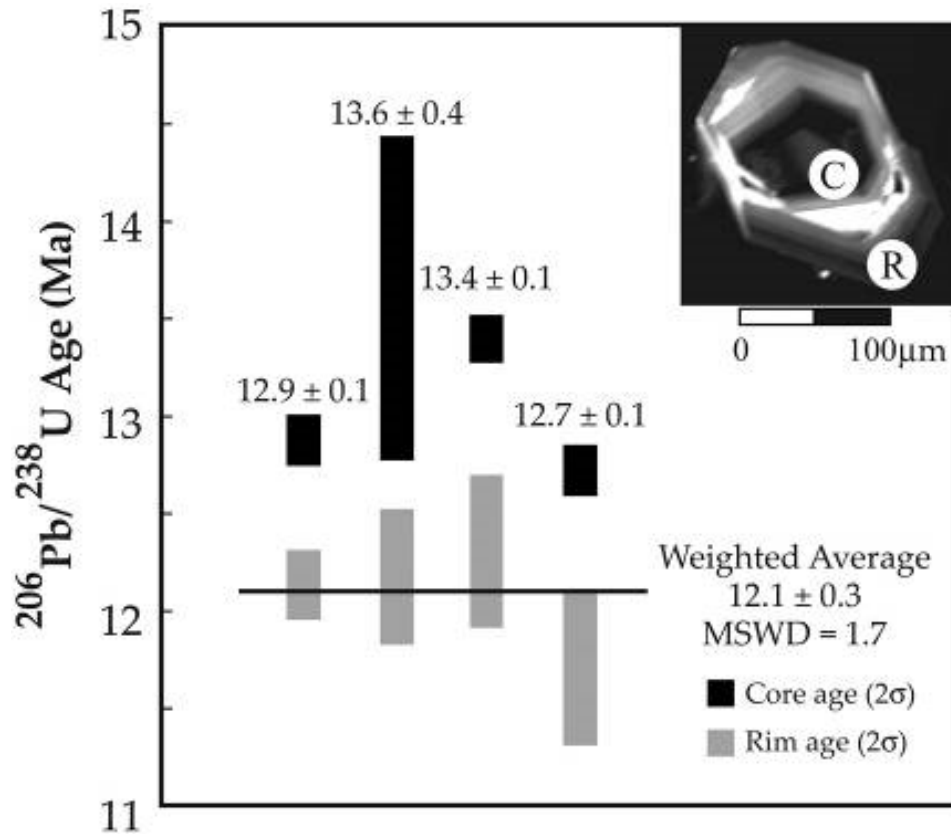 ²⁰⁶Pb/²³⁸U Age (Ma)
15
14
13
12
11
13.6 ± 0.4
13.4 ± 0.1
12.9 ± 0.1
12.7 ± 0.1
C
R
0 100μm
Weighted Average
12.1 ± 0.3
MSWD = 1.7
Core age (2σ)
Rim age (2σ)